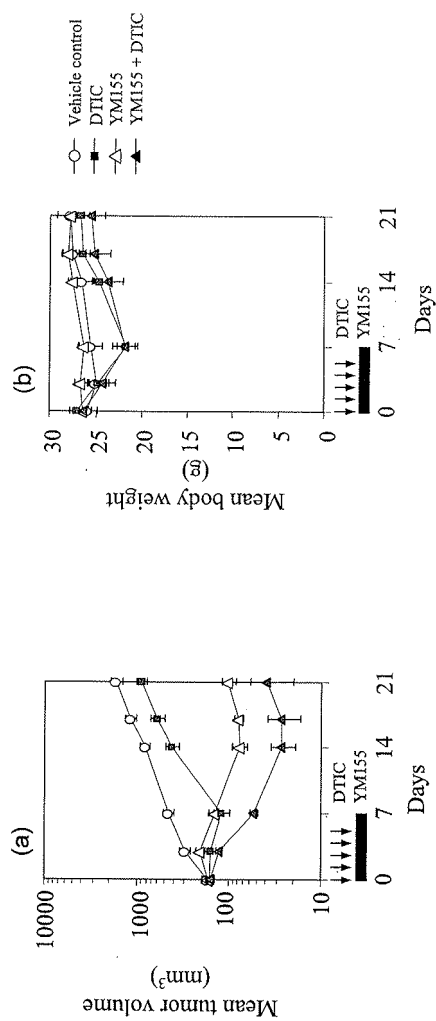 (a)
Mean tumor volume
(mm³)
10000
1000
100
10
0
7
14
21
DTIC
YM155
Days
(b)
Mean body weight
(g)
30
25
20
15
10
5
0
0
7
14
21
DTIC
YM155
Days
Vehicle control
DTIC
YM155
YM155 + DTIC